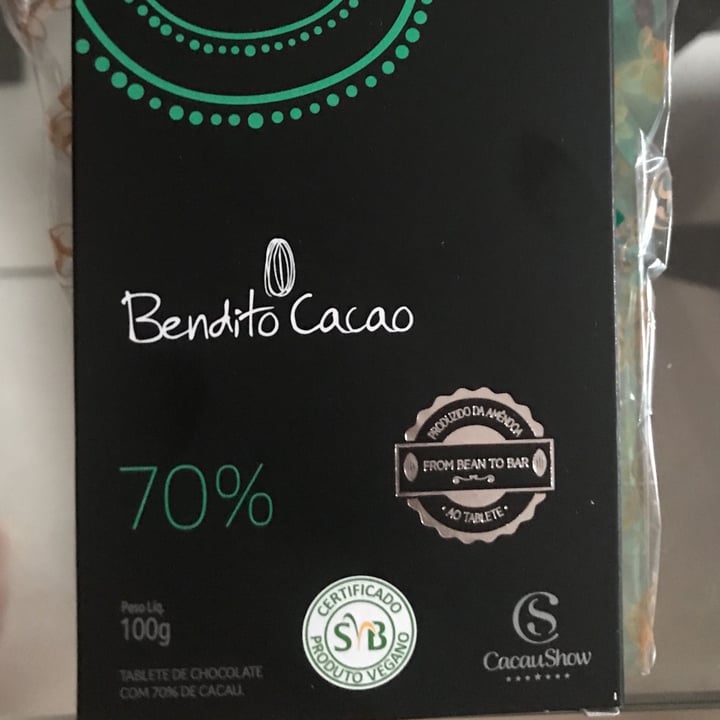 Bendito Cacao
PRODUZIDO DA AMÊNDOA
FROM BEAN TO BAR
AO TABLETE
70%
Peso Líq.
100g
TABLETE DE CHOCOLATE
COM 70% DE CACAU.
CERTIFICADO
SVB
PRODUTO VEGANO
CacauShow